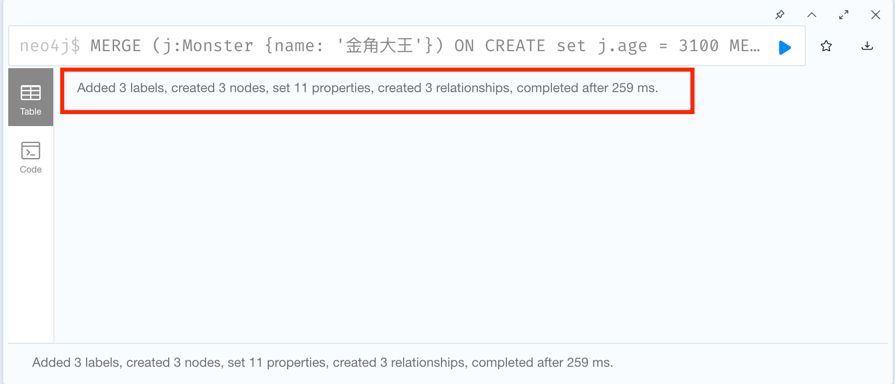 neo4j$ MERGE (j:Monster {name: '金角大王'}) ON CREATE set j.age = 3100 ME…
Added 3 labels, created 3 nodes, set 11 properties, created 3 relationships, completed after 259 ms.
Table
Code
Added 3 labels, created 3 nodes, set 11 properties, created 3 relationships, completed after 259 ms.